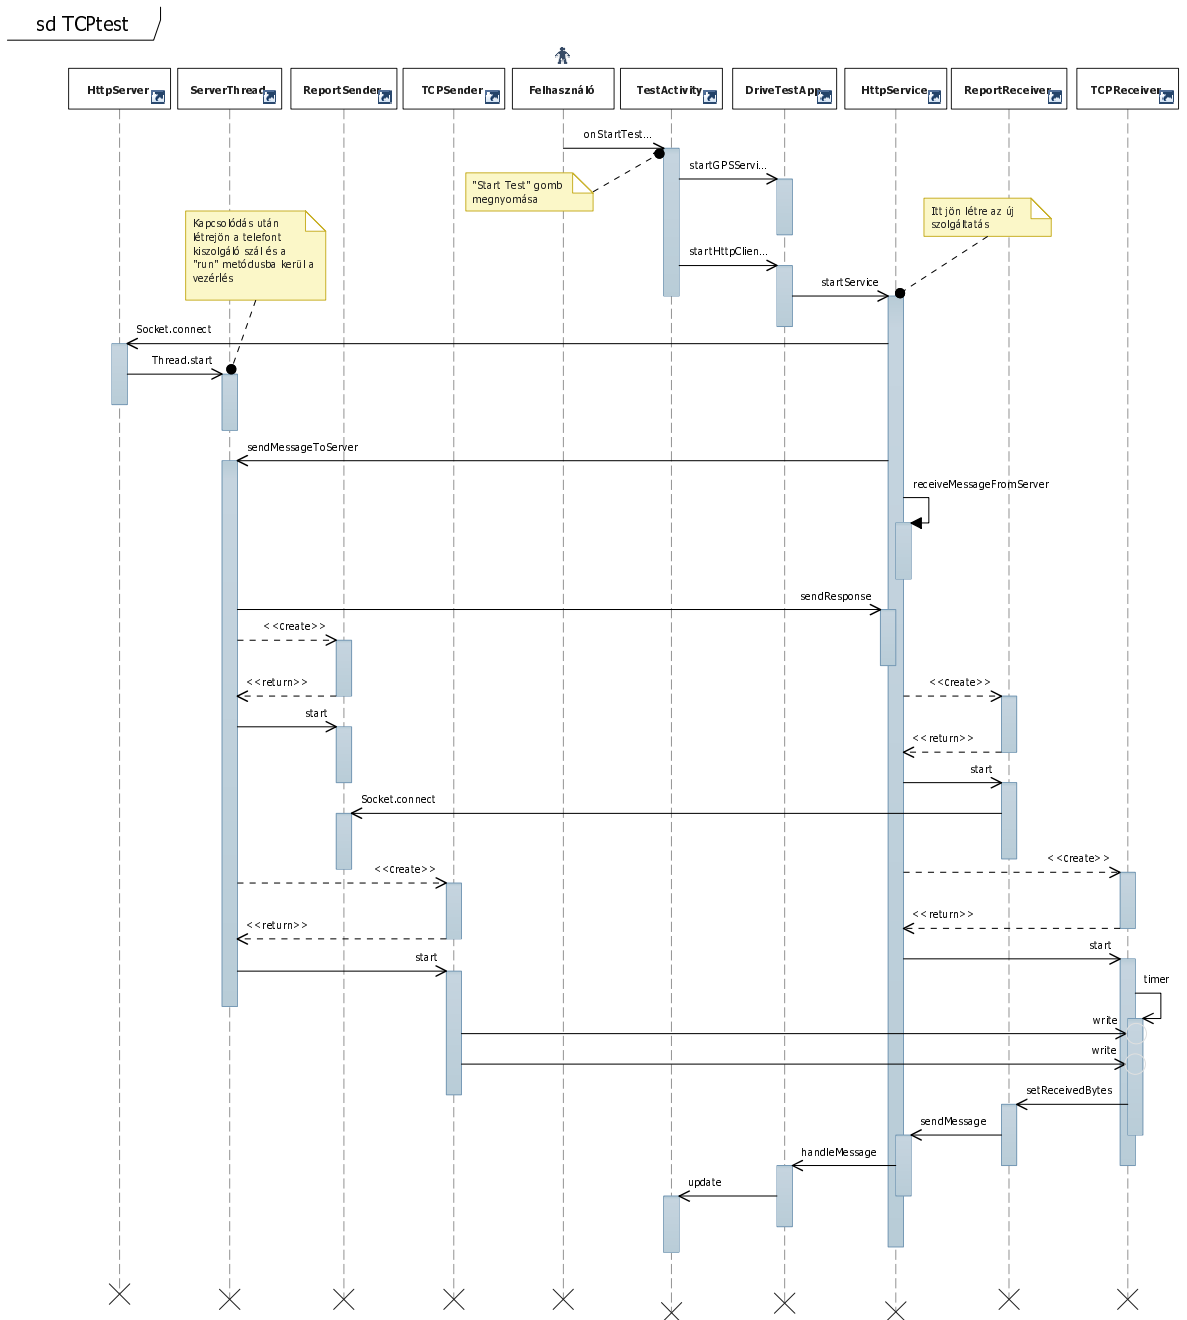 sd TCPtest
HttpServer
ServerThread
ReportSender
TCPSender
Felhasználó
TestActivity
DriveTestApp
HttpService
ReportReceiver
TCPReceiver
onStartTest...
startGPSServi...
"Start Test" gomb
megnyomása
Itt jön létre az új
szolgáltatás
Kapcsolódás után
létrejön a telefont
kiszolgáló szál és a
"run" metódusba kerül a
vezérlés
startHttpClien...
startService
Socket.connect
Thread.start
sendMessageToServer
receiveMessageFromServer
sendResponse
<<create>>
<<return>>
<<create>>
start
<<return>>
start
Socket.connect
<<create>>
<<create>>
<<return>>
<<return>>
start
start
timer
write
write
setReceivedBytes
sendMessage
handleMessage
update